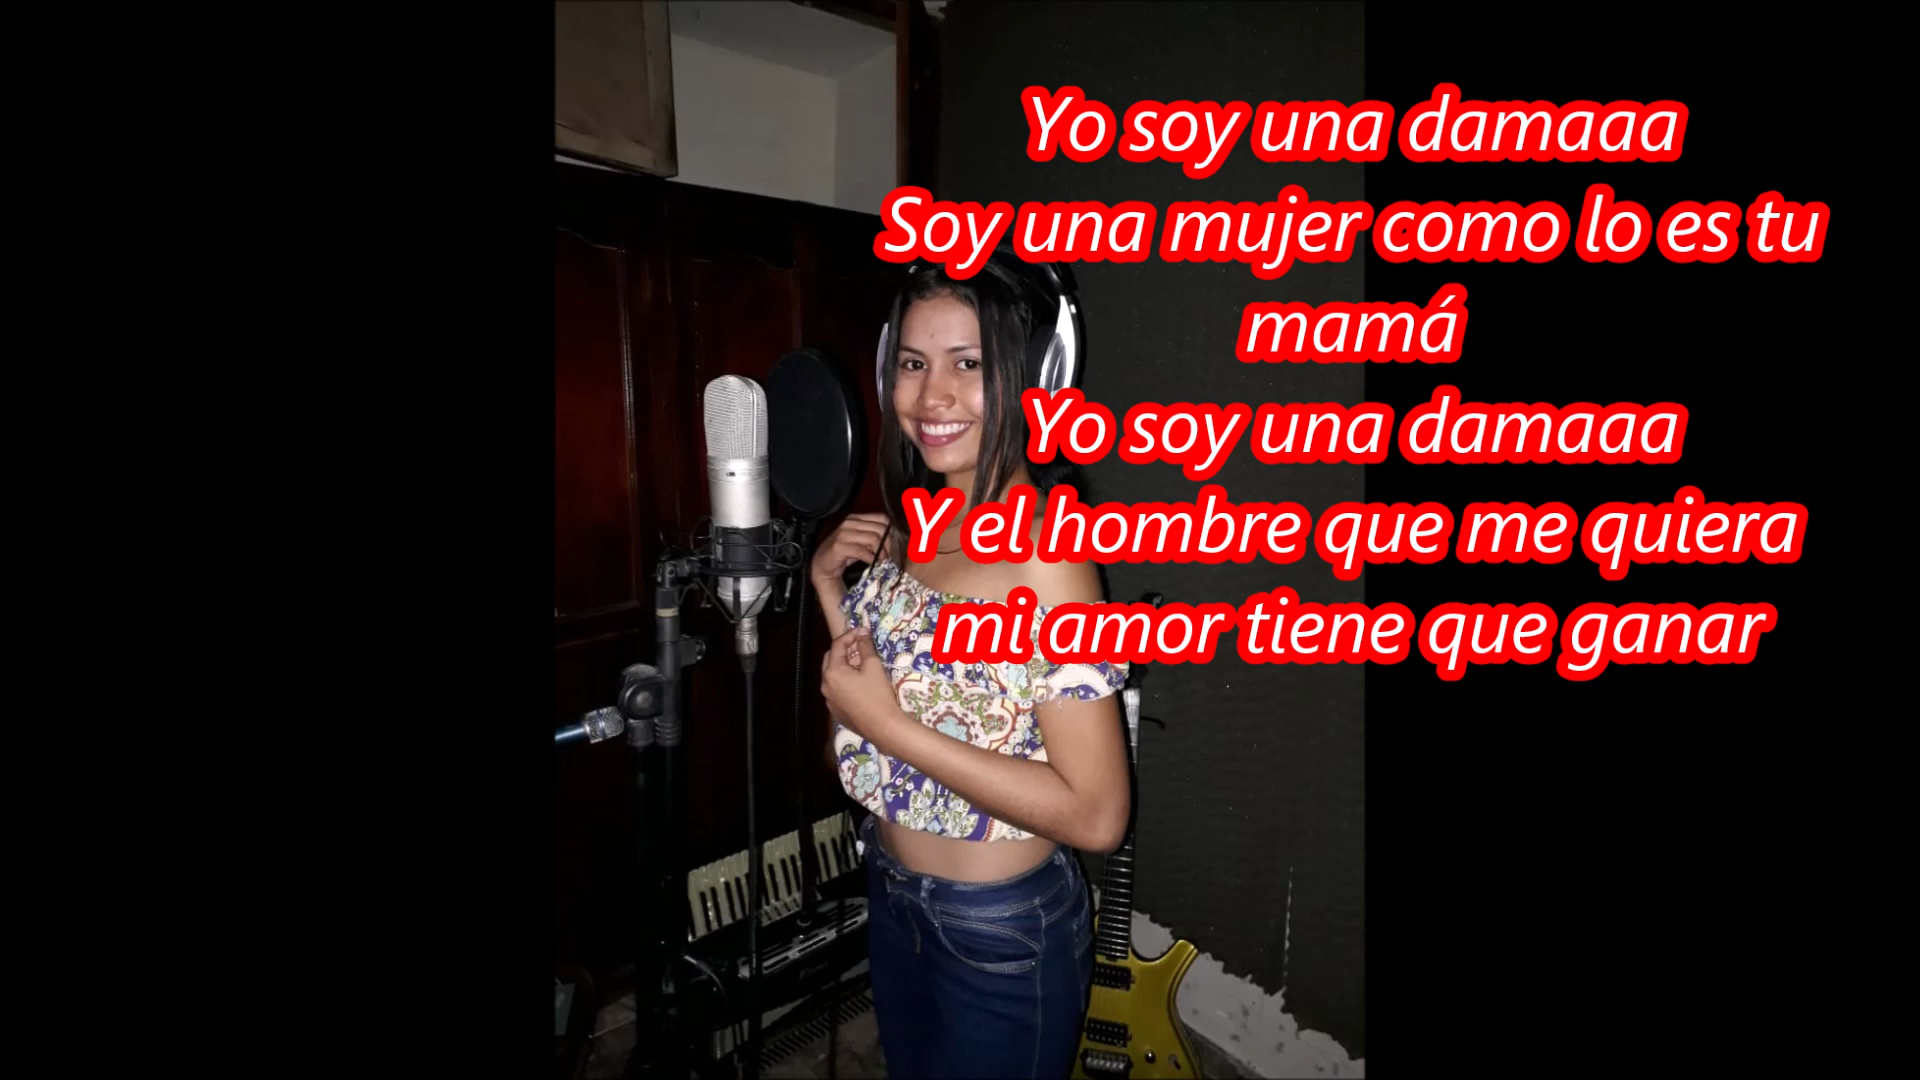 Yo soy una damaaa
Soy una mujer como lo es tu
mamá
Yo soy una damaaa
Y el hombre que me quiera
mi amor tiene que ganar